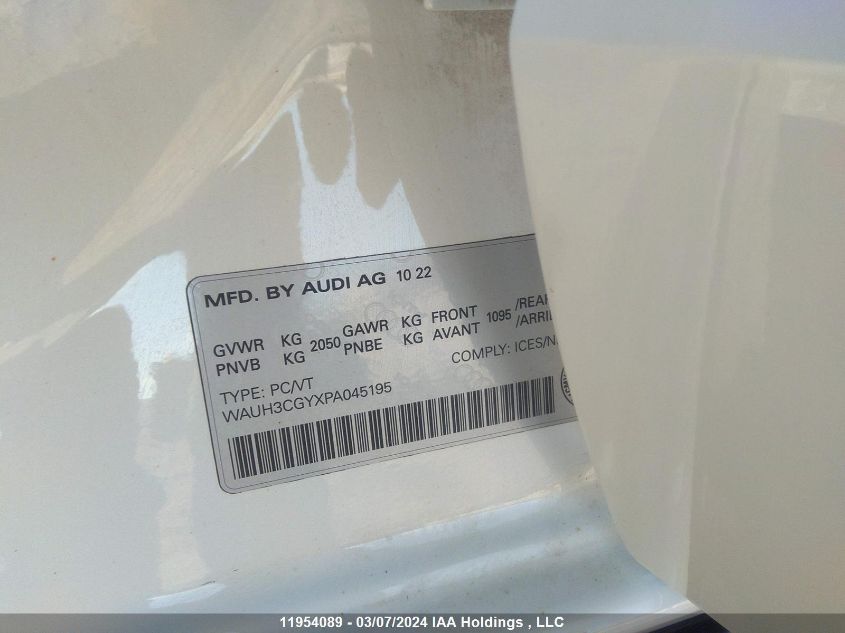 MFD. BY AUDI AG 10 22
GVWR KG 2050 GAWR KG FRONT 1095 /REAR
PNVB KG PNBE KG AVANT /ARRIE
TYPE: PC/VT COMPLY: ICES/N
WAUH3CGYXPA045195
11954089 - 03/07/2024 IAA Holdings , LLC